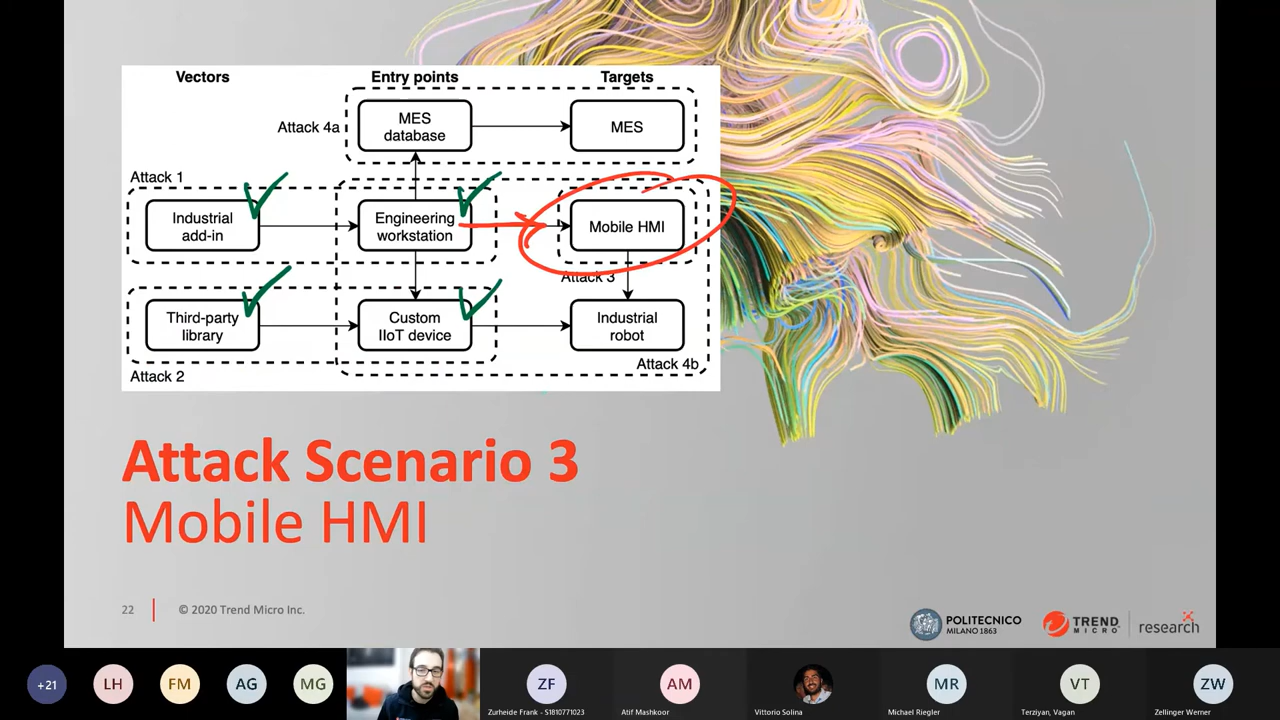 Vectors
Entry points
Targets
Attack 4a
MES
database
MES
Attack 1
Industrial
add-in
Engineering
workstation
Mobile HMI
Attack 3
Third-party
library
Custom
IIoT device
Industrial
robot
Attack 2
Attack 4b
Attack Scenario 3
Mobile HMI
22
© 2020 Trend Micro Inc.
POLITECNICO
MILANO 1863
TREND
MICRO
research
+21
LH
FM
AG
MG
ZF
AM
MR
VT
ZW
Zurheide Frank - S1810771023
Atif Mashkoor
Vittorio Solina
Michael Riegler
Terziyan, Vagan
Zellinger Werner